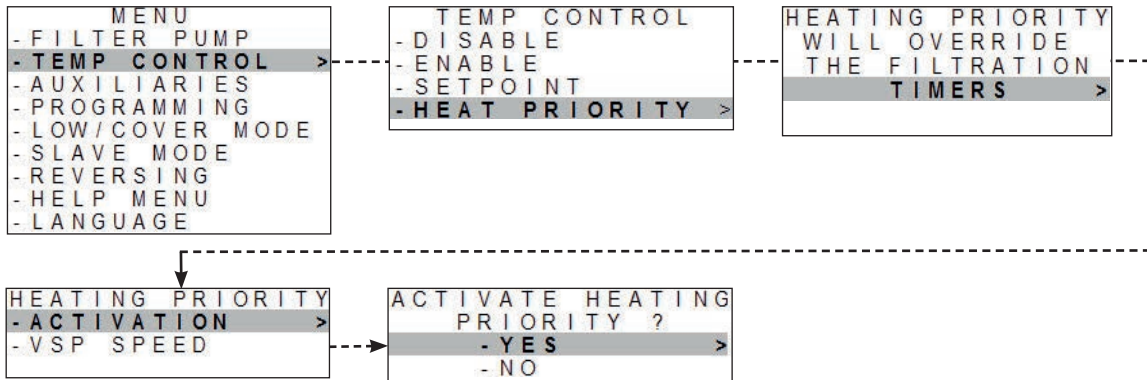 MENU
- FILTER PUMP
- TEMP CONTROL >
- AUXILIARIES
- PROGRAMMING
- LOW/COVER MODE
- SLAVE MODE
- REVERSING
- HELP MENU
- LANGUAGE
TEMP CONTROL
- DISABLE
- ENABLE
- SETPOINT
- HEAT PRIORITY >
HEATING PRIORITY
WILL OVERRIDE
THE FILTRATION
TIMERS >
HEATING PRIORITY
- ACTIVATION >
- VSP SPEED
ACTIVATE HEATING
PRIORITY ?
- YES >
- NO